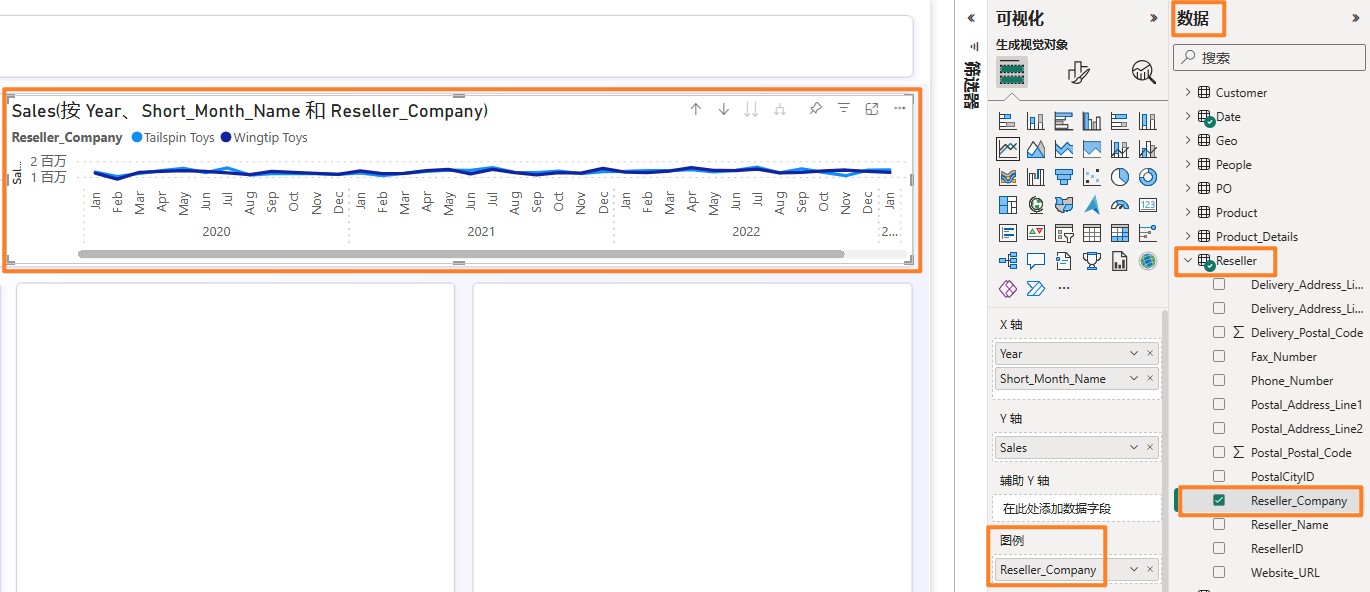 Sales(按 Year、Short_Month_Name 和 Reseller_Company)
Reseller_Company Tailspin Toys Wingtip Toys
Sal...
2 百万
1 百万
Jan Feb Mar Apr May Jun Jul Aug Sep Oct Nov Dec Jan Feb Mar Apr May Jun Jul Aug Sep Oct Nov Dec Jan Feb Mar Apr May Jun Jul Aug Sep Oct Nov Dec Jan
2020 2021 2022 2...
筛选器
可视化
生成视觉对象
123
X 轴
Year
Short_Month_Name
Y 轴
Sales
辅助 Y 轴
在此处添加数据字段
图例
Reseller_Company
数据
搜索
Customer
Date
Geo
People
PO
Product
Product_Details
Reseller
Delivery_Address_Li...
Delivery_Address_Li...
Delivery_Postal_Code
Fax_Number
Phone_Number
Postal_Address_Line1
Postal_Address_Line2
Postal_Postal_Code
PostalCityID
Reseller_Company
Reseller_Name
ResellerID
Website_URL